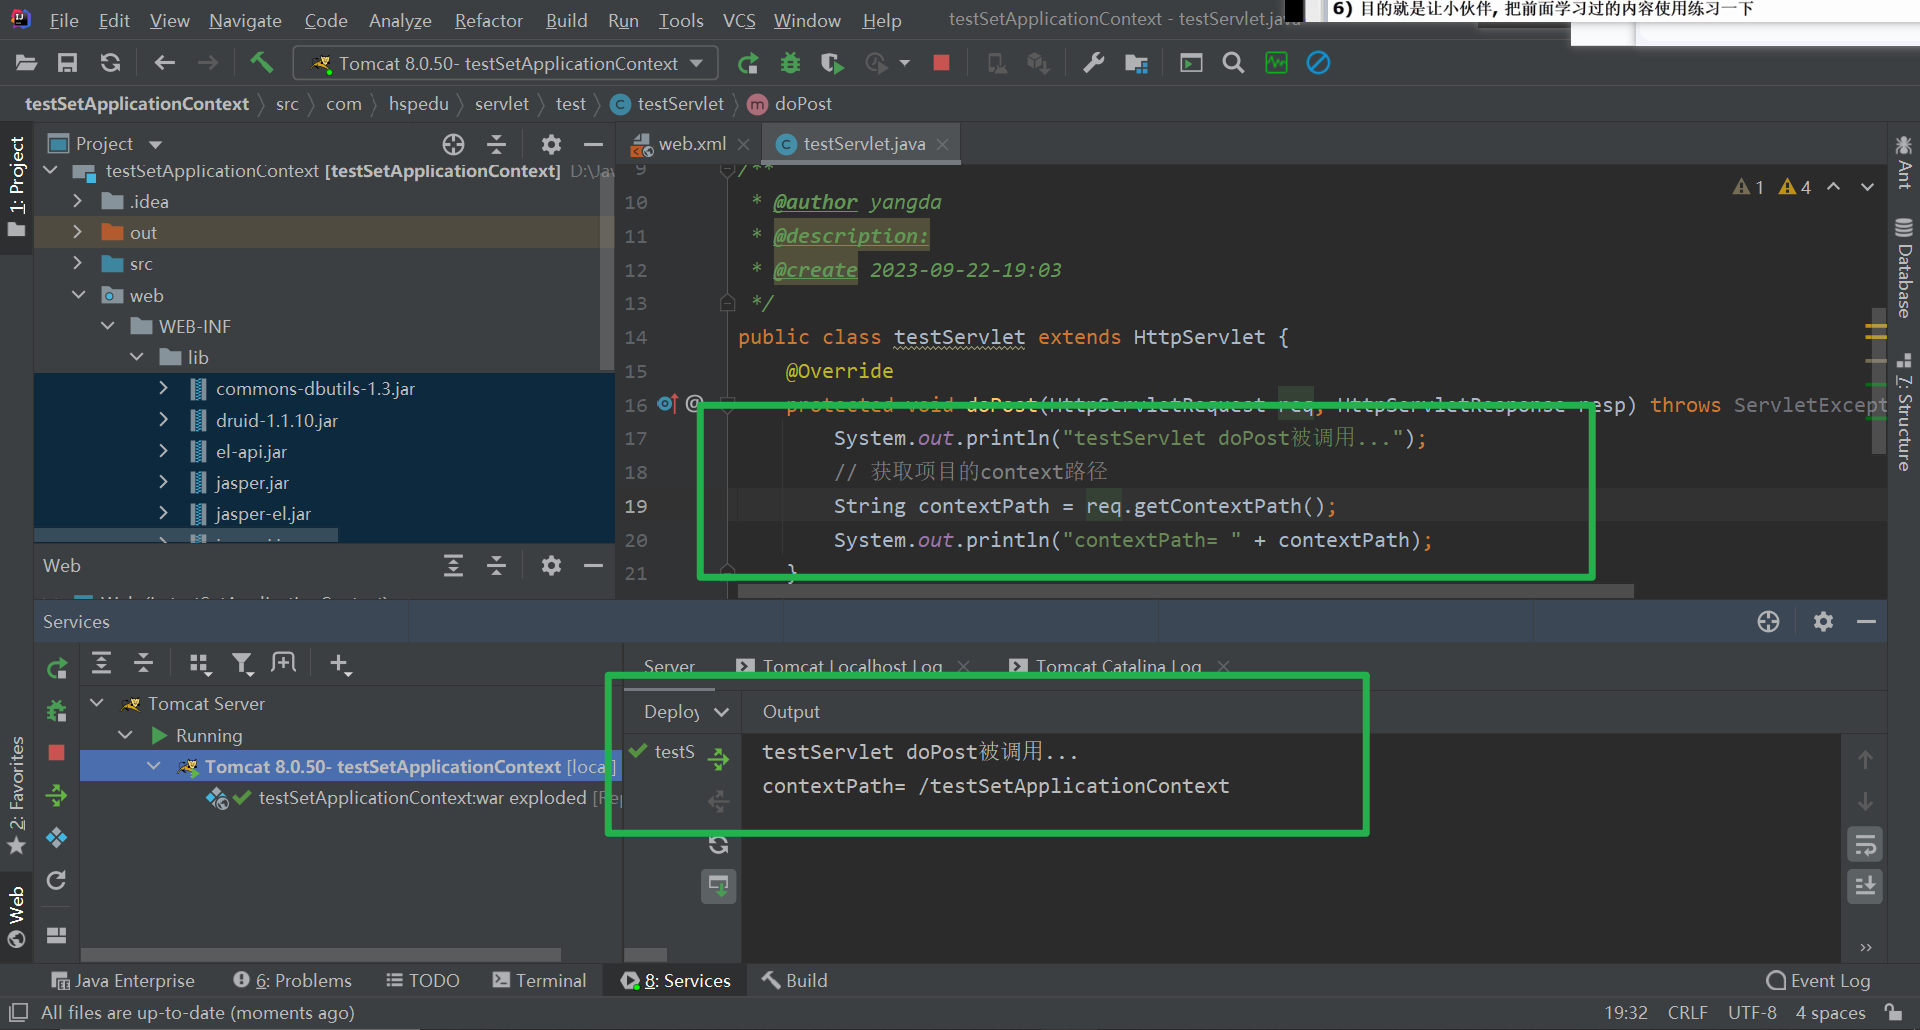 File Edit View Navigate Code Analyze Refactor Build Run Tools VCS Window Help testSetApplicationContext - testServlet.java
6) 目的就是让小伙伴, 把前面学习过的内容使用练习一下
Tomcat 8.0.50- testSetApplicationContext
testSetApplicationContext src com hspedu servlet test testServlet doPost
1: Project
Project
testSetApplicationContext [testSetApplicationContext]
.idea
out
src
web
WEB-INF
lib
commons-dbutils-1.3.jar
druid-1.1.10.jar
el-api.jar
jasper.jar
jasper-el.jar
Web
web.xml testServlet.java
1 4
9 /**
10 * @author yangda
11 * @description:
12 * @create 2023-09-22-19:03
13 */
14 public class testServlet extends HttpServlet {
15 @Override
16 @ protected void doPost(HttpServletRequest req, HttpServletResponse resp) throws ServletExcept
17 System.out.println("testServlet doPost被调用...");
18 // 获取项目的context路径
19 String contextPath = req.getContextPath();
20 System.out.println("contextPath= " + contextPath);
21 }
Ant
Database
7: Structure
Services
Tomcat Server
Running
Tomcat 8.0.50- testSetApplicationContext [loca
testSetApplicationContext:war exploded
Server Tomcat Localhost Log Tomcat Catalina Log
Deploy Output
testS
testServlet doPost被调用...
contextPath= /testSetApplicationContext
2: Favorites
Web
Java Enterprise 6: Problems TODO Terminal 8: Services Build Event Log
All files are up-to-date (moments ago) 19:32 CRLF UTF-8 4 spaces